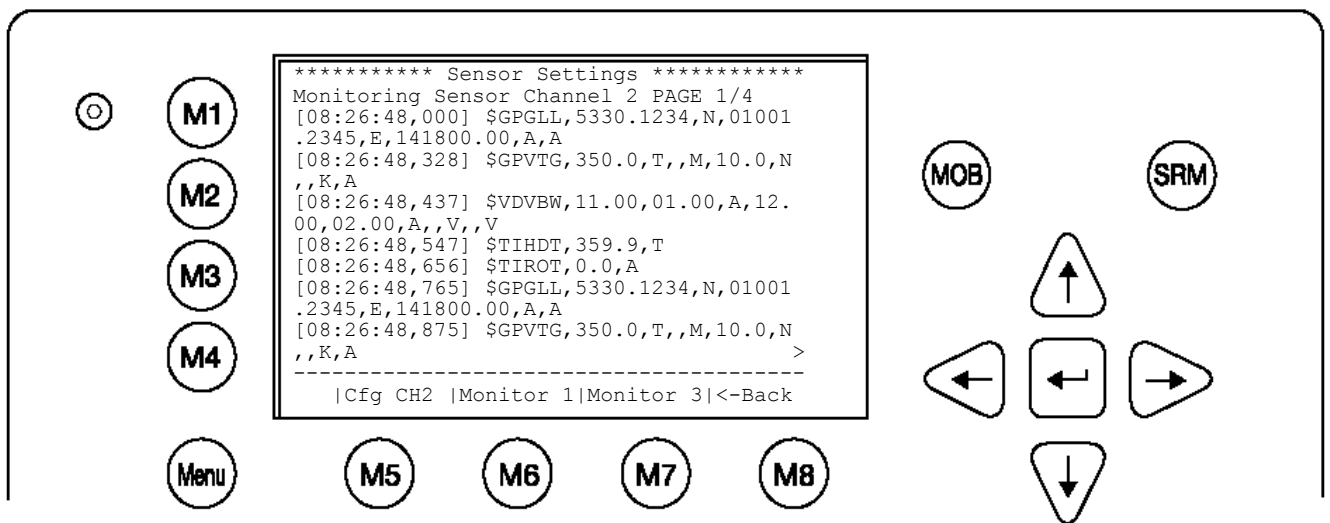 *********** Sensor Settings ************
Monitoring Sensor Channel 2 PAGE 1/4
[08:26:48,000] $GPGLL,5330.1234,N,01001
.2345,E,141800.00,A,A
[08:26:48,328] $GPVTG,350.0,T,,M,10.0,N
,,K,A
[08:26:48,437] $VDVBW,11.00,01.00,A,12.
00,02.00,A,,V,,V
[08:26:48,547] $TIHDT,359.9,T
[08:26:48,656] $TIROT,0.0,A
[08:26:48,765] $GPGLL,5330.1234,N,01001
.2345,E,141800.00,A,A
[08:26:48,875] $GPVTG,350.0,T,,M,10.0,N
,,K,A >
-----------------------------------------
|Cfg CH2 |Monitor 1|Monitor 3|<-Back
M1
M2
M3
M4
MOB
SRM
Menu
M5
M6
M7
M8